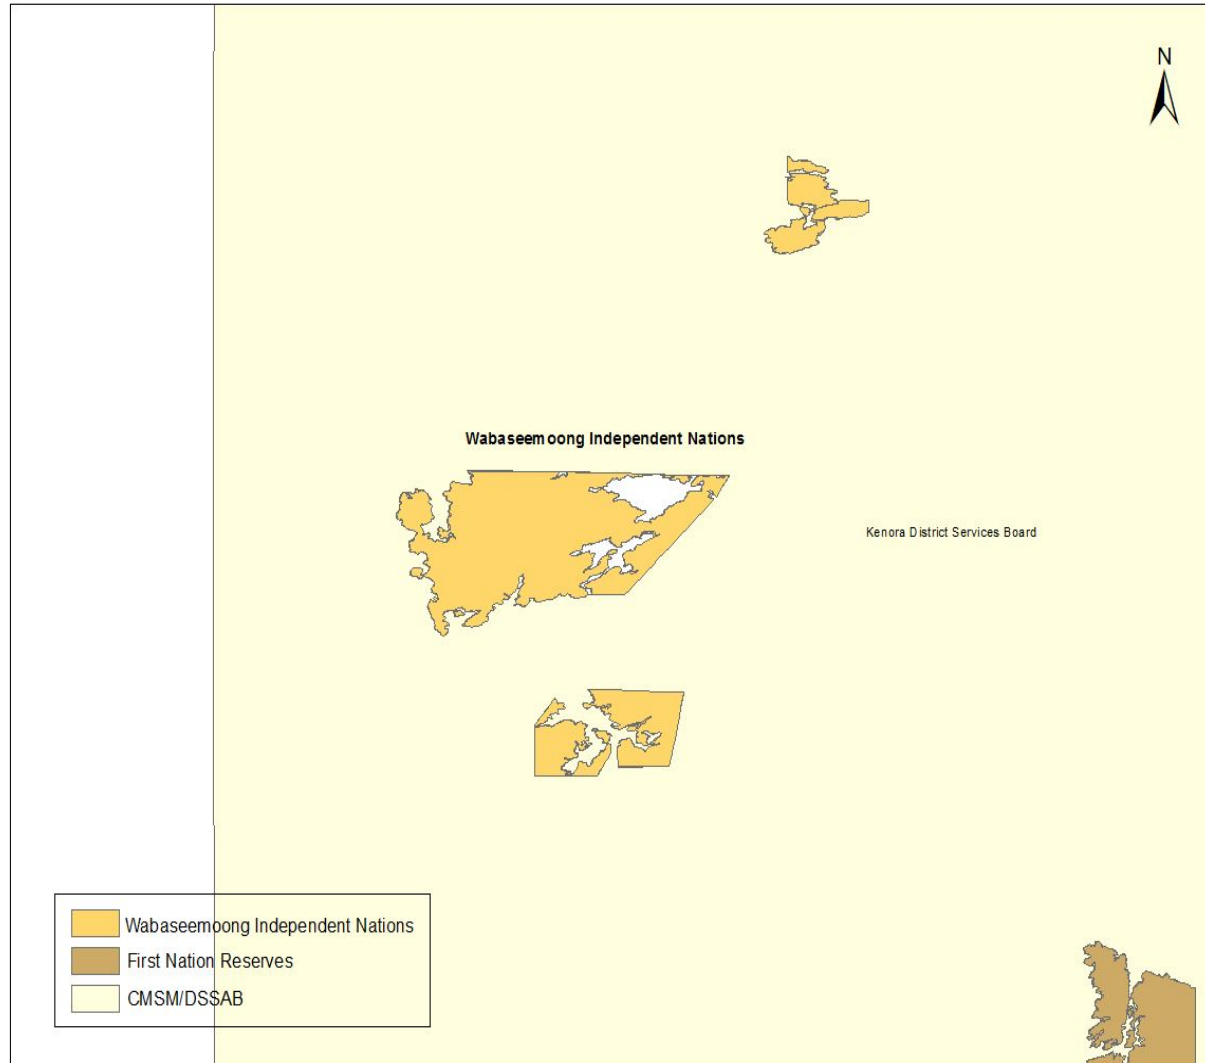 N
Wabaseemoong Independent Nations
Kenora District Services Board
Wabaseemoong Independent Nations
First Nation Reserves
CMSM/DSSAB